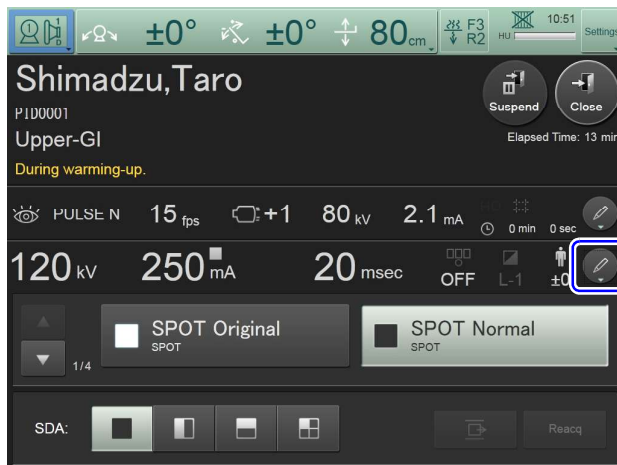 ±0° ±0° 80cm F3 R2 HU 10:51 Settings
Shimadzu,Taro
PID0001
Suspend Close
Upper-GI
Elapsed Time: 13 min
During warming-up.
PULSE N 15 fps +1 80 kV 2.1 mA 0 min 0 sec
120 kV 250 mA 20 msec OFF L-1 ±0
SPOT Original SPOT Normal
SPOT SPOT
1/4
SDA: Reacq